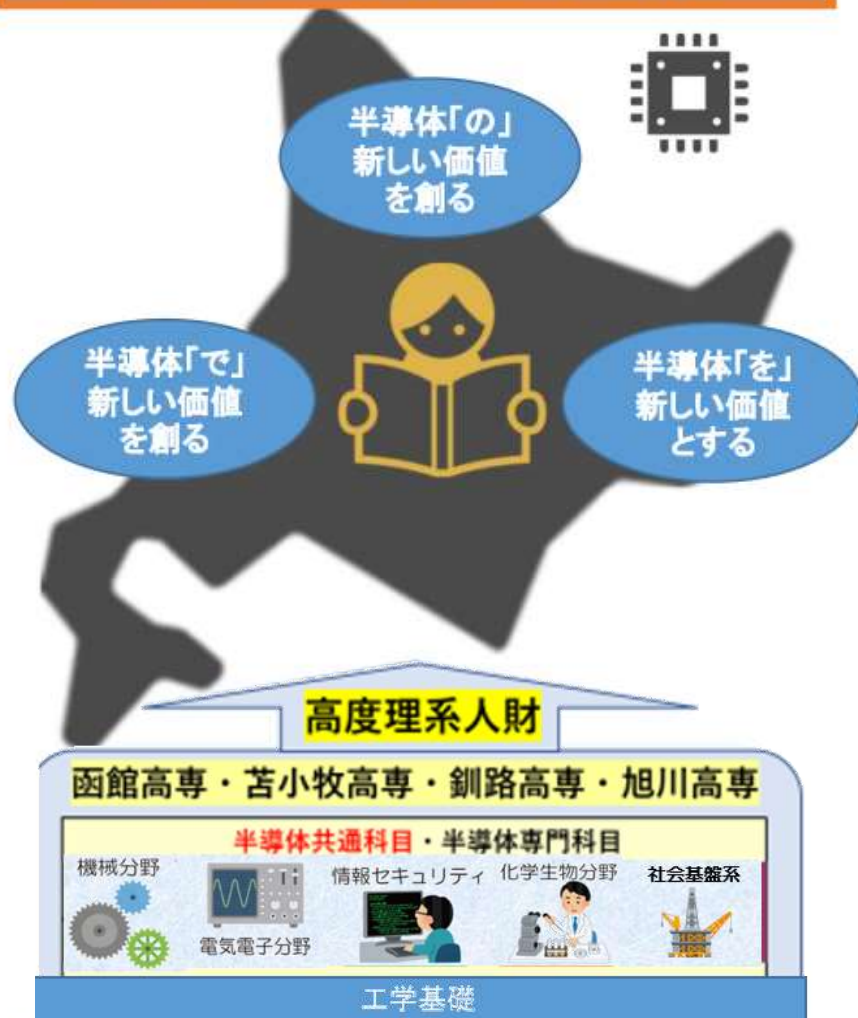 半導体「の」
新しい価値
を創る
半導体「で」
新しい価値
を創る
半導体「を」
新しい価値
とする
高度理系人財
函館高専・苫小牧高専・釧路高専・旭川高専
半導体共通科目・半導体専門科目
機械分野
電気電子分野
情報セキュリティ
化学生物分野
社会基盤系
工学基礎